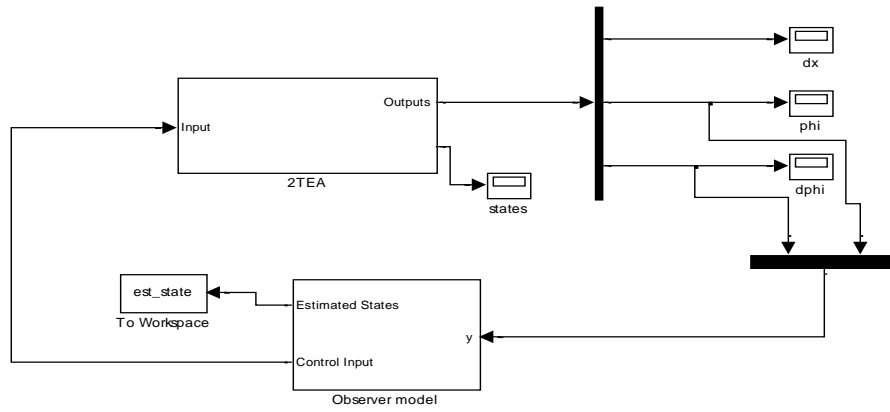 dx
Outputs
Input
phi
2TEA
dphi
states
est_state
To Workspace
Estimated States
y
Control Input
Observer model